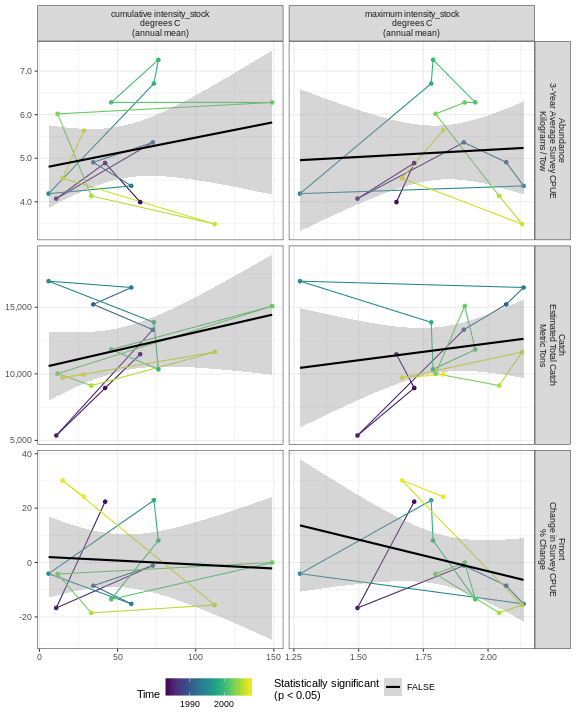 cumulative intensity_stock
degrees C
(annual mean)
maximum intensity_stock
degrees C
(annual mean)
7.0
6.0
5.0
4.0
Abundance
3-Year Average Survey CPUE
Kilograms / Tow
15,000
10,000
5,000
Catch
Estimated Total Catch
Metric Tons
40
20
0
-20
Fmort
Change in Survey CPUE
% Change
0
50
100
150
1.25
1.50
1.75
2.00
Time
1990
2000
Statistically significant
(p < 0.05)
FALSE